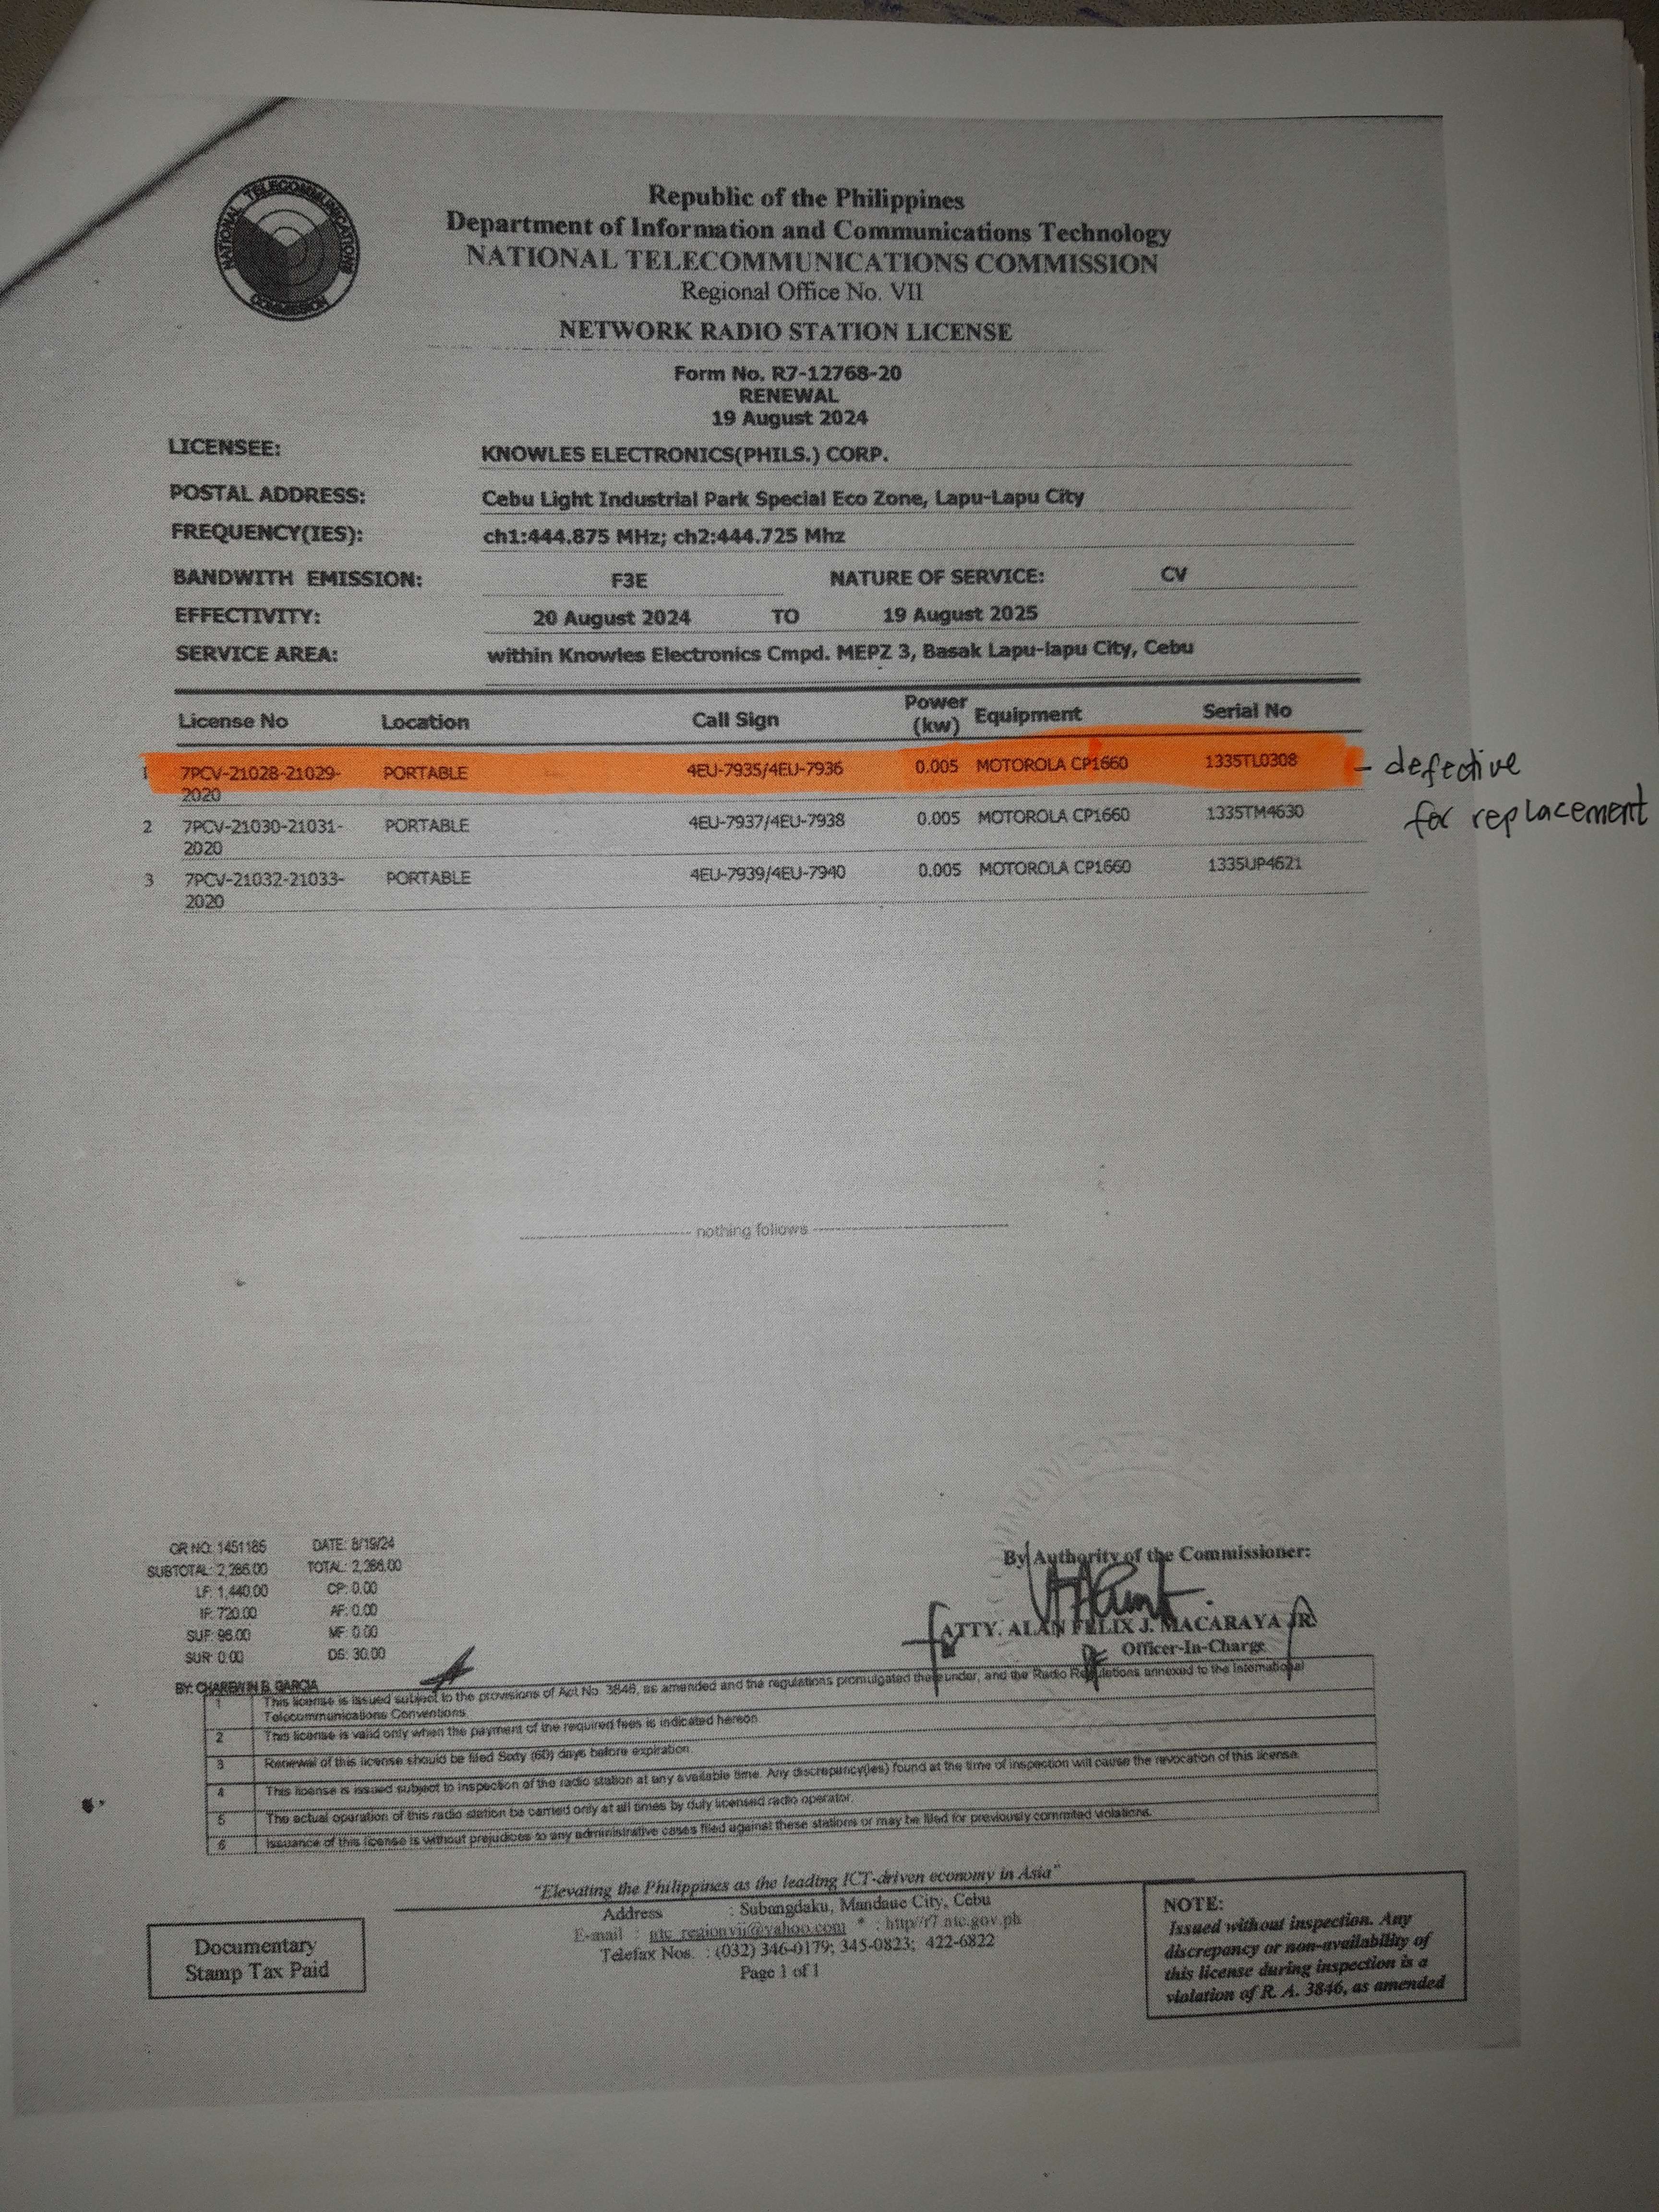 NATIONAL TELECOMMUNICATIONS COMMISSION
Republic of the Philippines
Department of Information and Communications Technology
NATIONAL TELECOMMUNICATIONS COMMISSION
Regional Office No. VII
NETWORK RADIO STATION LICENSE
Form No. R7-12768-20
RENEWAL
19 August 2024
LICENSEE: KNOWLES ELECTRONICS(PHILS.) CORP.
POSTAL ADDRESS: Cebu Light Industrial Park Special Eco Zone, Lapu-Lapu City
FREQUENCY(IES): ch1:444.875 MHz; ch2:444.725 Mhz
BANDWITH EMISSION: F3E NATURE OF SERVICE: CV
EFFECTIVITY: 20 August 2024 TO 19 August 2025
SERVICE AREA: within Knowles Electronics Cmpd. MEPZ 3, Basak Lapu-lapu City, Cebu
License No Location Call Sign Power (kw) Equipment Serial No
1 7PCV-21028-21029-2020 PORTABLE 4EU-7935/4EU-7936 0.005 MOTOROLA CP1660 1335TL0308 - defective for replacement
2 7PCV-21030-21031-2020 PORTABLE 4EU-7937/4EU-7938 0.005 MOTOROLA CP1660 1335TM4630
3 7PCV-21032-21033-2020 PORTABLE 4EU-7939/4EU-7940 0.005 MOTOROLA CP1660 1335UP4621
nothing follows
OR NO: 1451186 DATE: 8/19/24
SUBTOTAL: 2,286.00 TOTAL: 2,286.00
LF: 1,440.00 CP: 0.00
IF: 720.00 AF: 0.00
SUF: 96.00 MF: 0.00
SUR: 0.00 DS: 30.00
BY: CHAREWIN B. GARCIA
By Authority of the Commissioner:
ATTY. ALAN FELIX J. MACARAYA JR.
Officer-In-Charge
1 This license is issued subject to the provisions of Act No. 3846, as amended and the regulations promulgated thereunder, and the Radio Regulations annexed to the International
Telecommunications Conventions.
2 This license is valid only when the payment of the required fees is indicated hereon.
3 Renewal of this license should be filed Sixty (60) days before expiration.
4 This license is issued subject to inspection of the radio station at any available time. Any discrepancy(ies) found at the time of inspection will cause the revocation of this license.
5 The actual operation of this radio station be carried only at all times by duly licensed radio operator.
6 Issuance of this license is without prejudices to any administrative cases filed against these stations or may be filed for previously commited violations.
"Elevating the Philippines as the leading ICT-driven economy in Asia"
Address : Subangdaku, Mandaue City, Cebu
E-mail : ntc_regionvii@yahoo.com * : http//r7.ntc.gov.ph
Telefax Nos. : (032) 346-0179; 345-0823; 422-6822
Page 1 of 1
Documentary
Stamp Tax Paid
NOTE:
Issued without inspection. Any
discrepancy or non-availability of
this license during inspection is a
violation of R. A. 3846, as amended